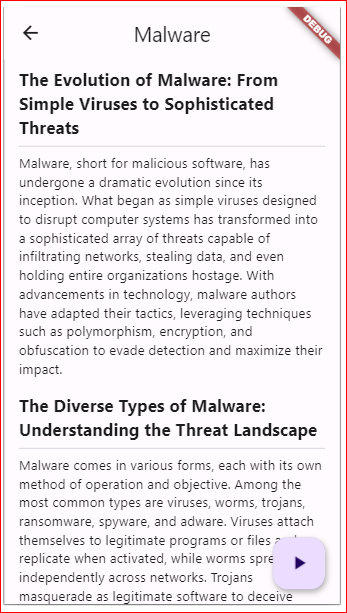 Malware
DEBUG
The Evolution of Malware: From
Simple Viruses to Sophisticated
Threats
Malware, short for malicious software, has
undergone a dramatic evolution since its
inception. What began as simple viruses designed
to disrupt computer systems has transformed into
a sophisticated array of threats capable of
infiltrating networks, stealing data, and even
holding entire organizations hostage. With
advancements in technology, malware authors
have adapted their tactics, leveraging techniques
such as polymorphism, encryption, and
obfuscation to evade detection and maximize their
impact.
The Diverse Types of Malware:
Understanding the Threat Landscape
Malware comes in various forms, each with its own
method of operation and objective. Among the
most common types are viruses, worms, trojans,
ransomware, spyware, and adware. Viruses attach
themselves to legitimate programs or files and
replicate when activated, while worms spre
independently across networks. Trojans
masquerade as legitimate software to deceive